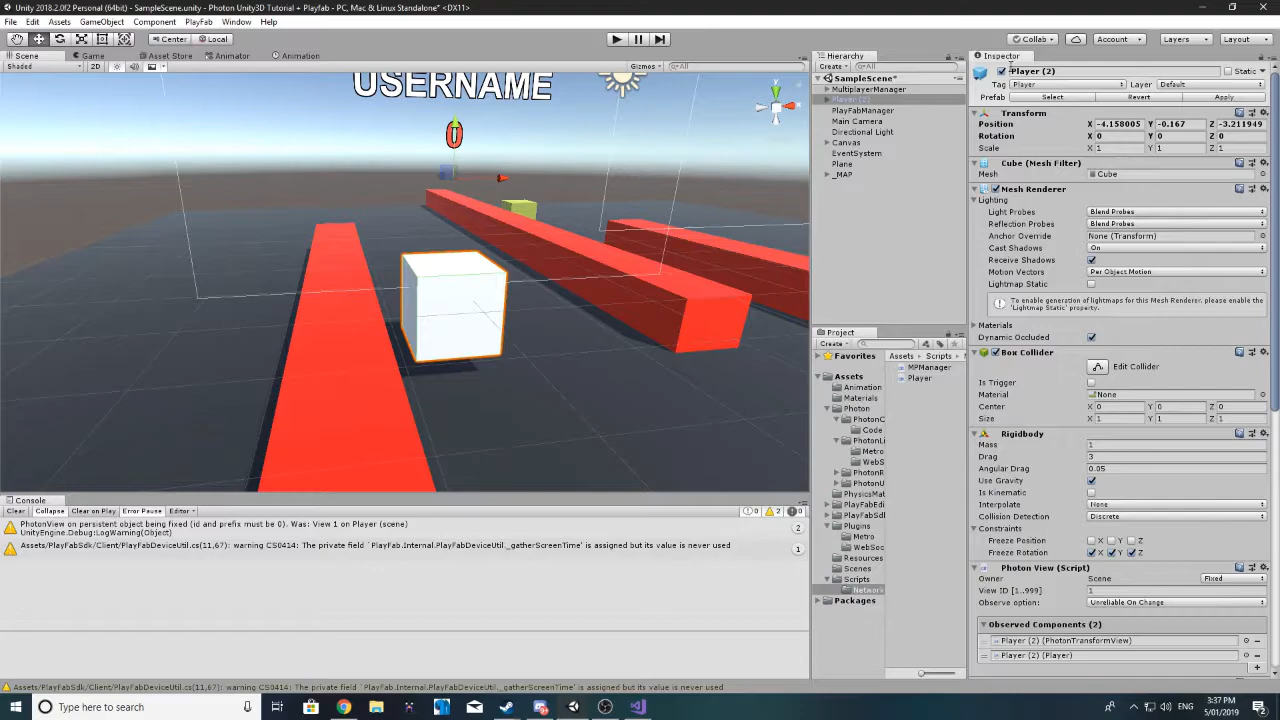 Unity 2018.2.0f2 Personal (64bit) - SampleScene.unity - Photon Unity3D Tutorial + Playfab - PC, Mac & Linux Standalone* <DX11>
File Edit Assets GameObject Component PlayFab Window Help
Center Local Collab Account Layers Layout
Scene Game Asset Store Animator Animation
Shaded 2D Gizmos All
USERNAME
0
y x z
Hierarchy
Create All
SampleScene*
MultiplayerManager
Player (2)
PlayFabManager
Main Camera
Directional Light
Canvas
EventSystem
Plane
_MAP
Project
Create
Favorites
Assets
Animation
Materials
Photon
PhotonC
Code
PhotonLi
Metro
WebS
PhotonR
PhotonU
PhysicsMat
PlayFabEdi
PlayFabSdk
Plugins
Metro
WebSoc
Resources
Scenes
Scripts
Network
Packages
Assets Scripts
MPManager
Player
Inspector
Player (2) Static
Tag Player Layer Default
Prefab Select Revert Apply
Transform
Position X -4.158005 Y -0.167 Z -3.211949
Rotation X 0 Y 0 Z 0
Scale X 1 Y 1 Z 1
Cube (Mesh Filter)
Mesh Cube
Mesh Renderer
Lighting
Light Probes Blend Probes
Reflection Probes Blend Probes
Anchor Override None (Transform)
Cast Shadows On
Receive Shadows
Motion Vectors Per Object Motion
Lightmap Static
To enable generation of lightmaps for this Mesh Renderer, please enable the
'Lightmap Static' property.
Materials
Dynamic Occluded
Box Collider
Edit Collider
Is Trigger
Material None
Center X 0 Y 0 Z 0
Size X 1 Y 1 Z 1
Rigidbody
Mass 1
Drag 3
Angular Drag 0.05
Use Gravity
Is Kinematic
Interpolate None
Collision Detection Discrete
Constraints
Freeze Position X Y Z
Freeze Rotation X Y Z
Photon View (Script)
Owner Scene Fixed
View ID [1..999] 1
Observe option: Unreliable On Change
Observed Components (2)
Player (2) (PhotonTransformView)
Player (2) (Player)
Console
Clear Collapse Clear on Play Error Pause Editor 0 2 0
PhotonView on persistent object being fixed (id and prefix must be 0). Was: View 1 on Player (scene)
UnityEngine.Debug:LogWarning(Object)
2
Assets/PlayFabSdk/Client/PlayFabDeviceUtil.cs(11,67): warning CS0414: The private field `PlayFab.Internal.PlayFabDeviceUtil._gatherScreenTime' is assigned but its value is never used
1
Assets/PlayFabSdk/Client/PlayFabDeviceUtil.cs(11,67): warning CS0414: The private field `PlayFab.Internal.PlayFabDeviceUtil._gatherScreenTime' is assigned but its value is never used
Type here to search
3:37 PM
5/01/2019